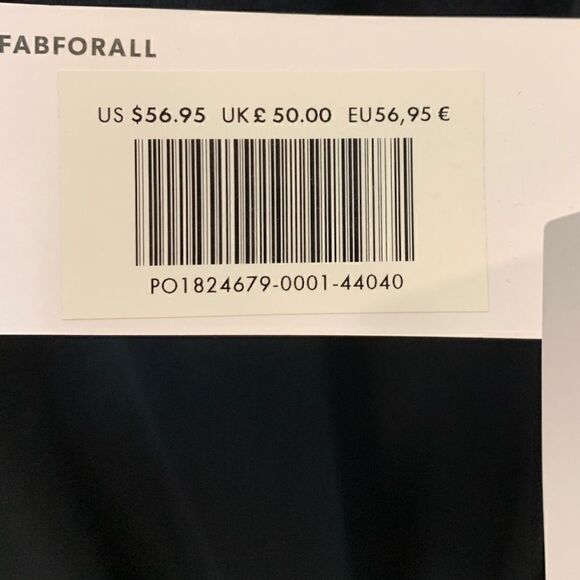 FABFORALL
US $56.95 UK£ 50.00 EU56,95 €
PO1824679-0001-44040